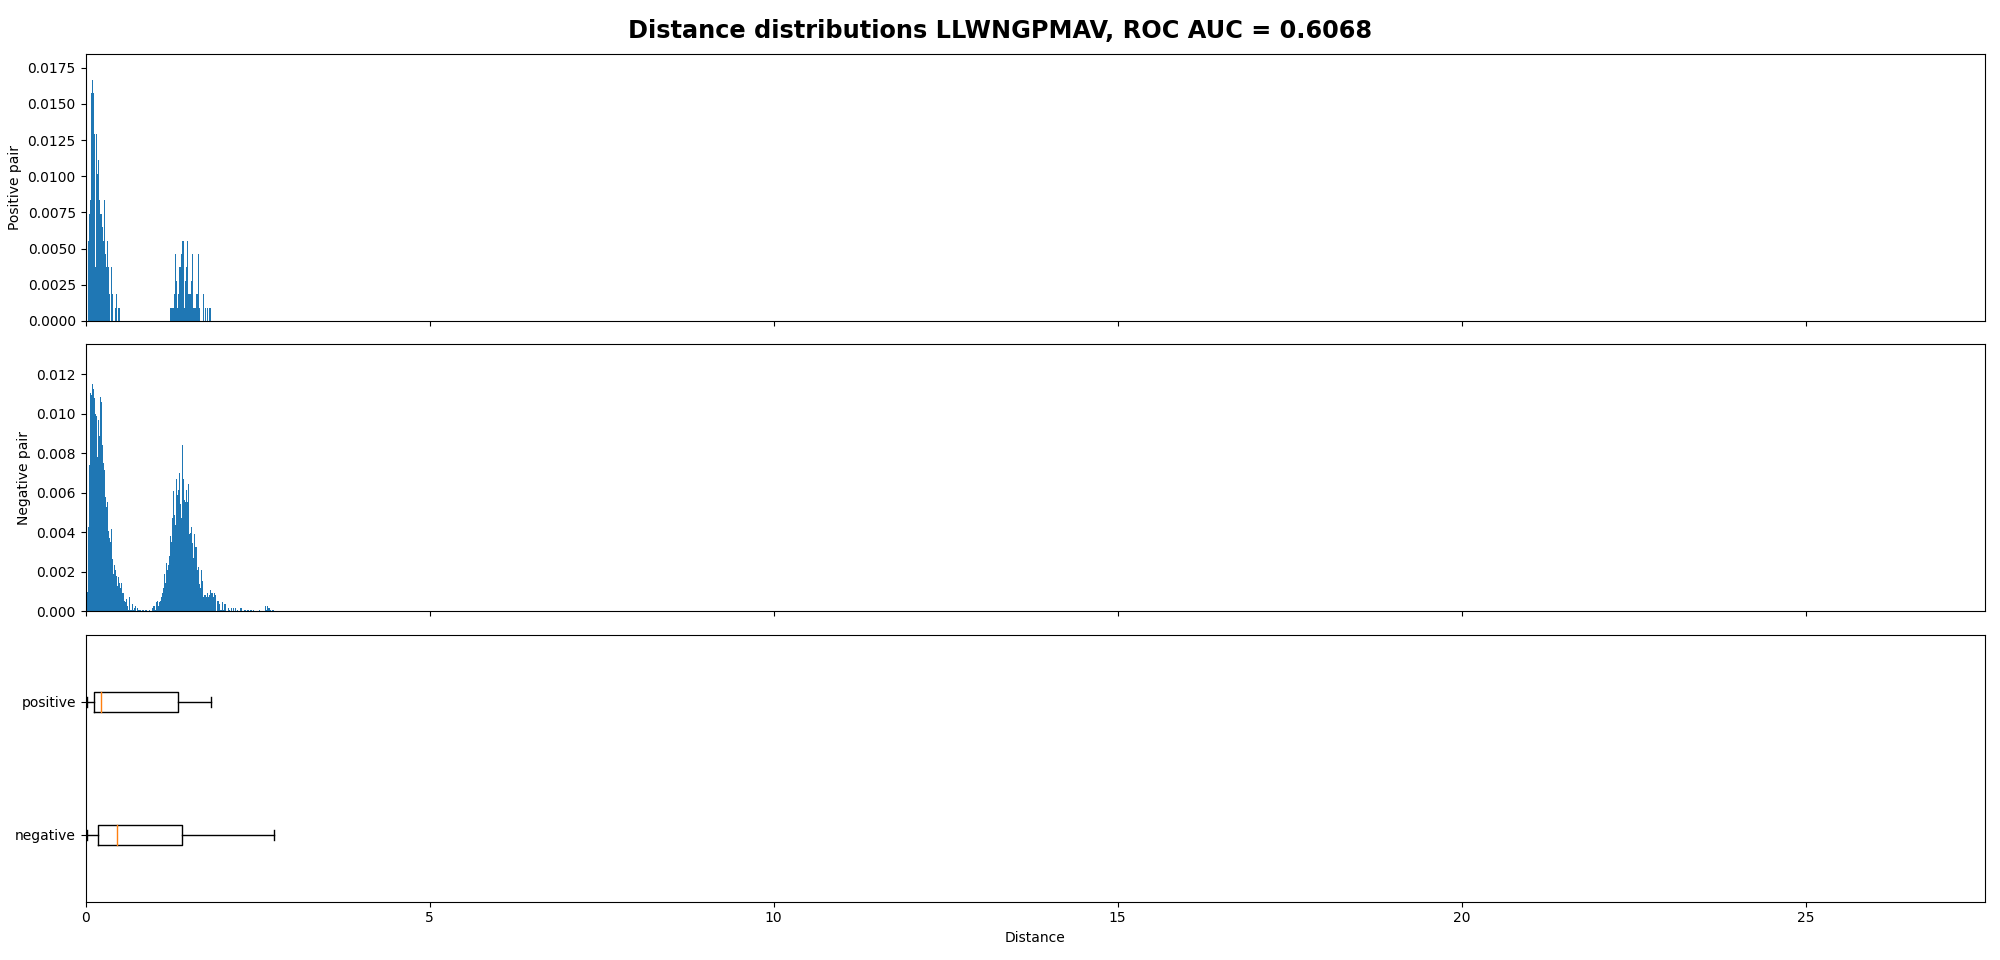 Distance distributions LLWNGPMAV, ROC AUC = 0.6068
0.0175
0.0150
0.0125
0.0100
0.0075
0.0050
0.0025
0.0000
Positive pair
0.012
0.010
0.008
0.006
0.004
0.002
0.000
Negative pair
positive
negative
0 5 10 15 20 25
Distance